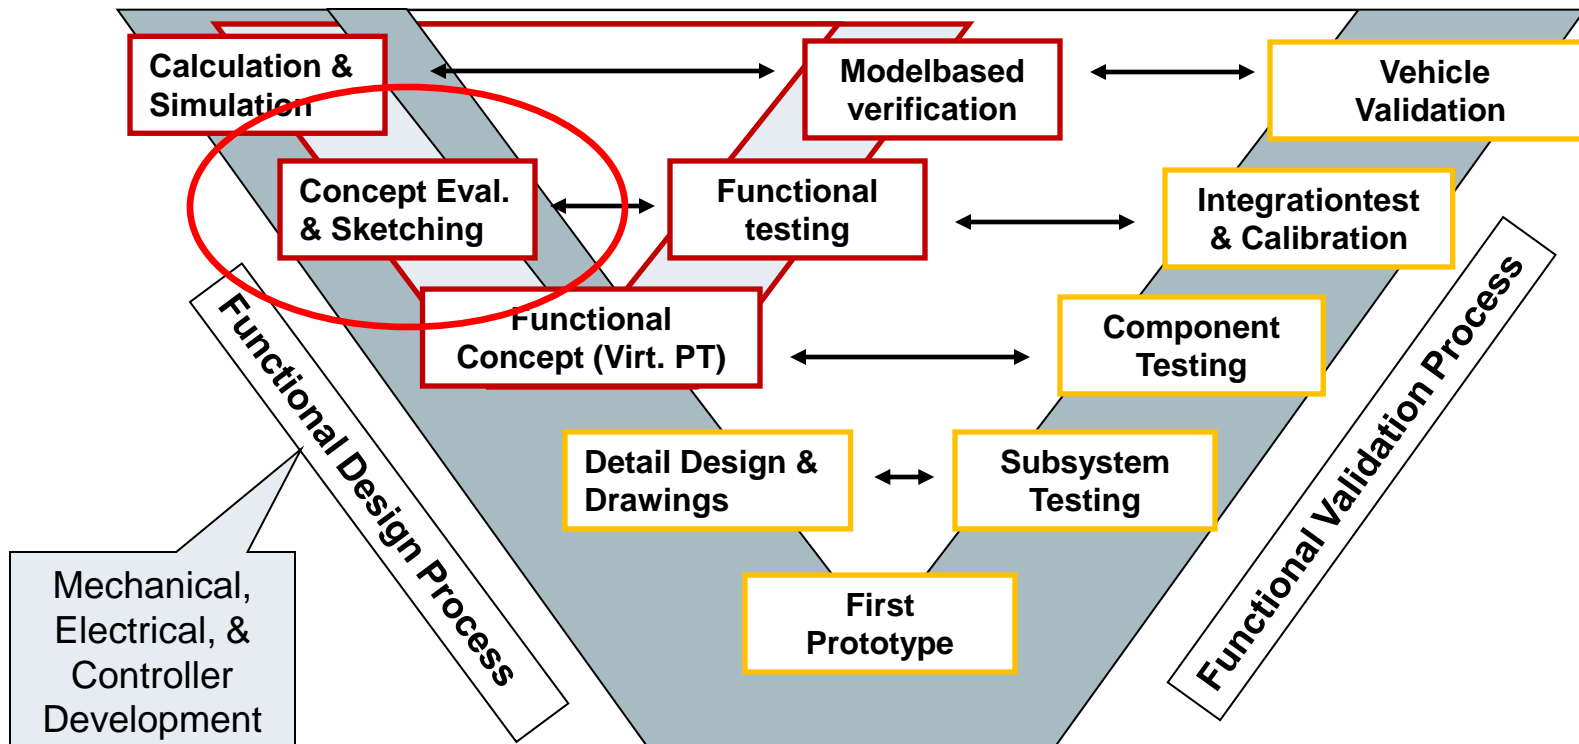 Calculation &
Simulation
Modelbased
verification
Vehicle
Validation
Concept Eval.
& Sketching
Functional
testing
Integrationtest
& Calibration
Functional
Concept (Virt. PT)
Component
Testing
Detail Design &
Drawings
Subsystem
Testing
First
Prototype
Functional Design Process
Functional Validation Process
Mechanical,
Electrical, &
Controller
Development